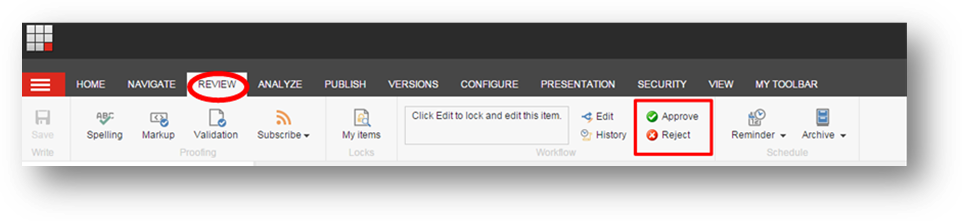 HOME NAVIGATE REVIEW ANALYZE PUBLISH VERSIONS CONFIGURE PRESENTATION SECURITY VIEW MY TOOLBAR
Click Edit to lock and edit this item. Edit Approve
Save Spelling Markup Validation Subscribe My items History Reject Reminder Archive
Write Proofing Locks Workflow Schedule